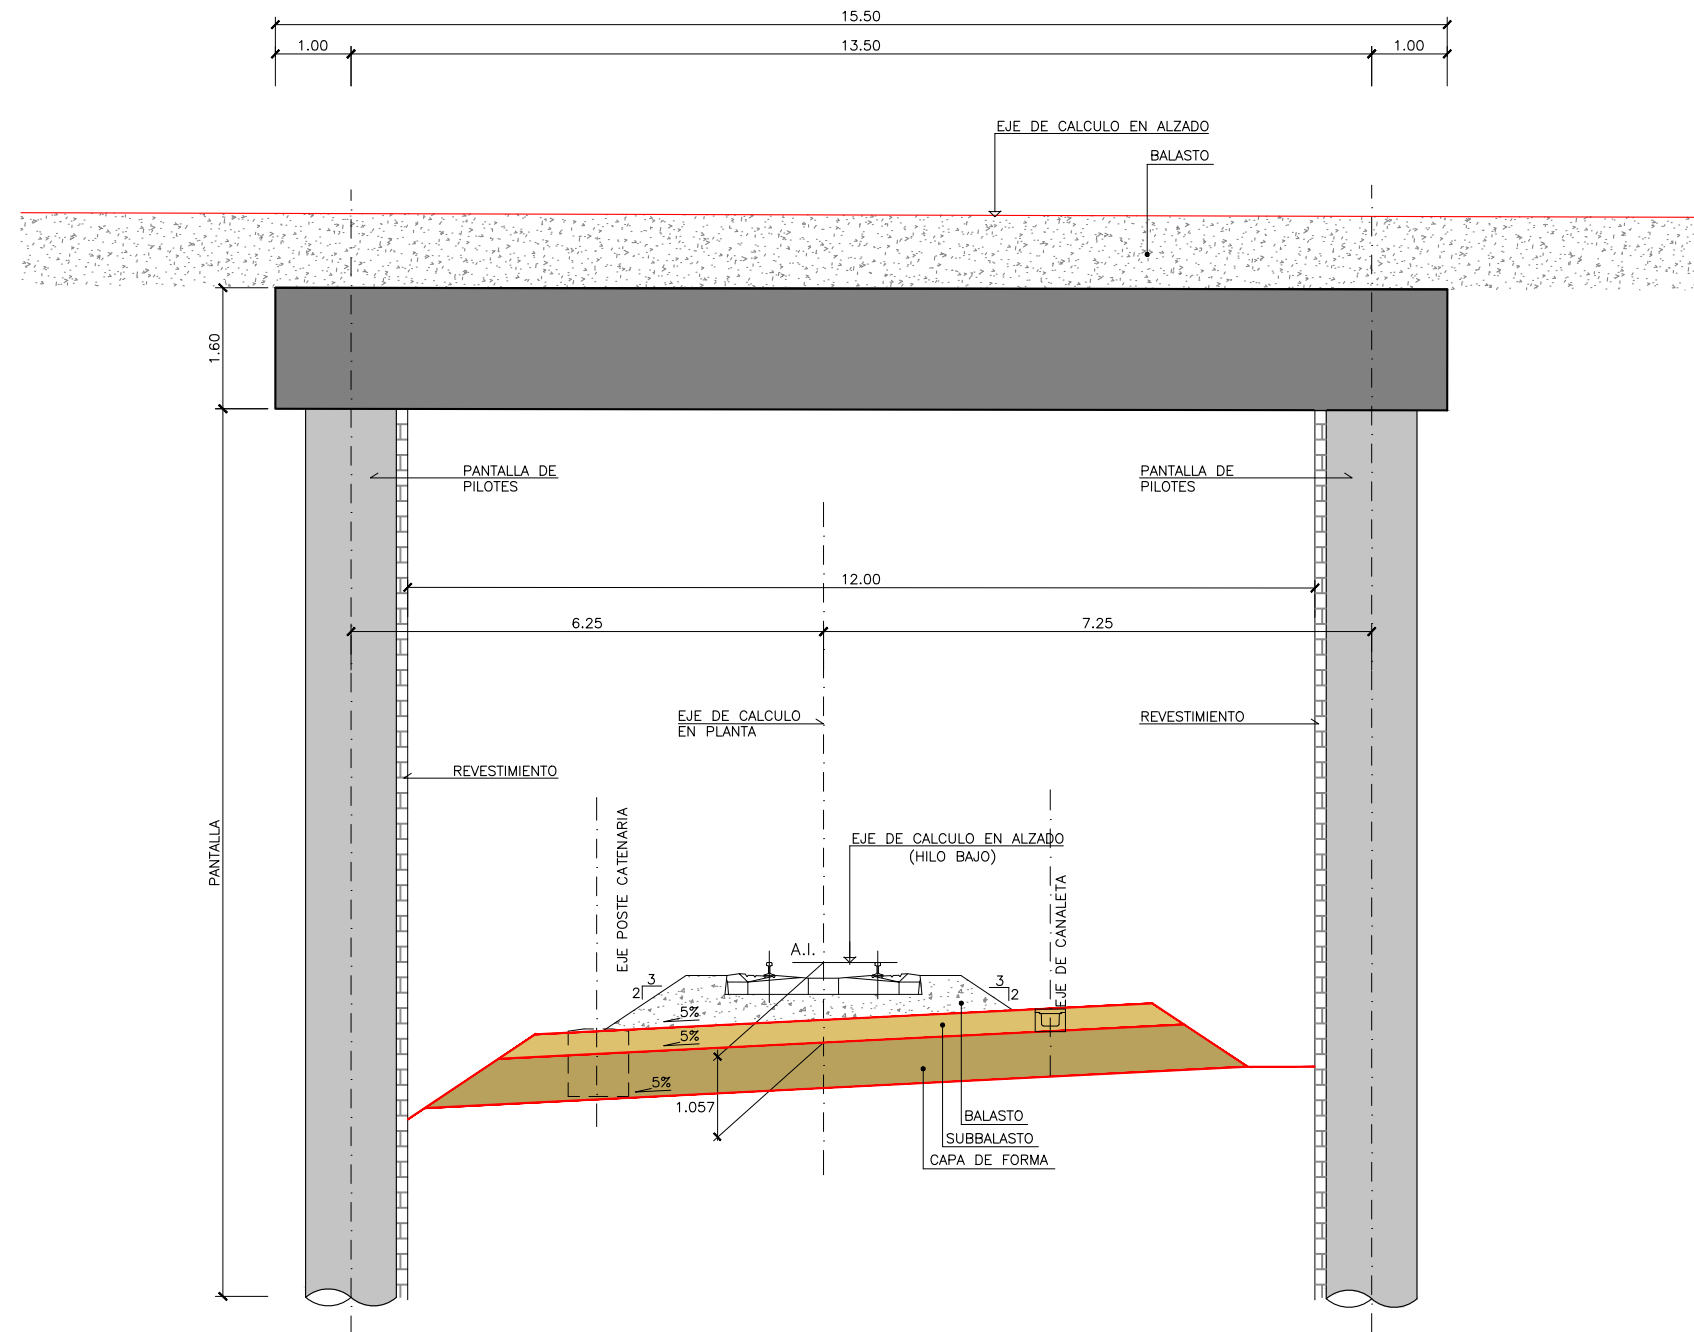 15.50
1.00
13.50
1.00
EJE DE CALCULO EN ALZADO
BALASTO
1.60
PANTALLA DE
PILOTES
PANTALLA DE
PILOTES
12.00
6.25
7.25
EJE DE CALCULO
EN PLANTA
REVESTIMIENTO
REVESTIMIENTO
PANTALLA
EJE POSTE CATENARIA
EJE DE CALCULO EN ALZADO
(HILO BAJO)
EJE DE CANALETA
A.I.
3
2
3
2
5%
5%
5%
1.057
BALASTO
SUBBALASTO
CAPA DE FORMA